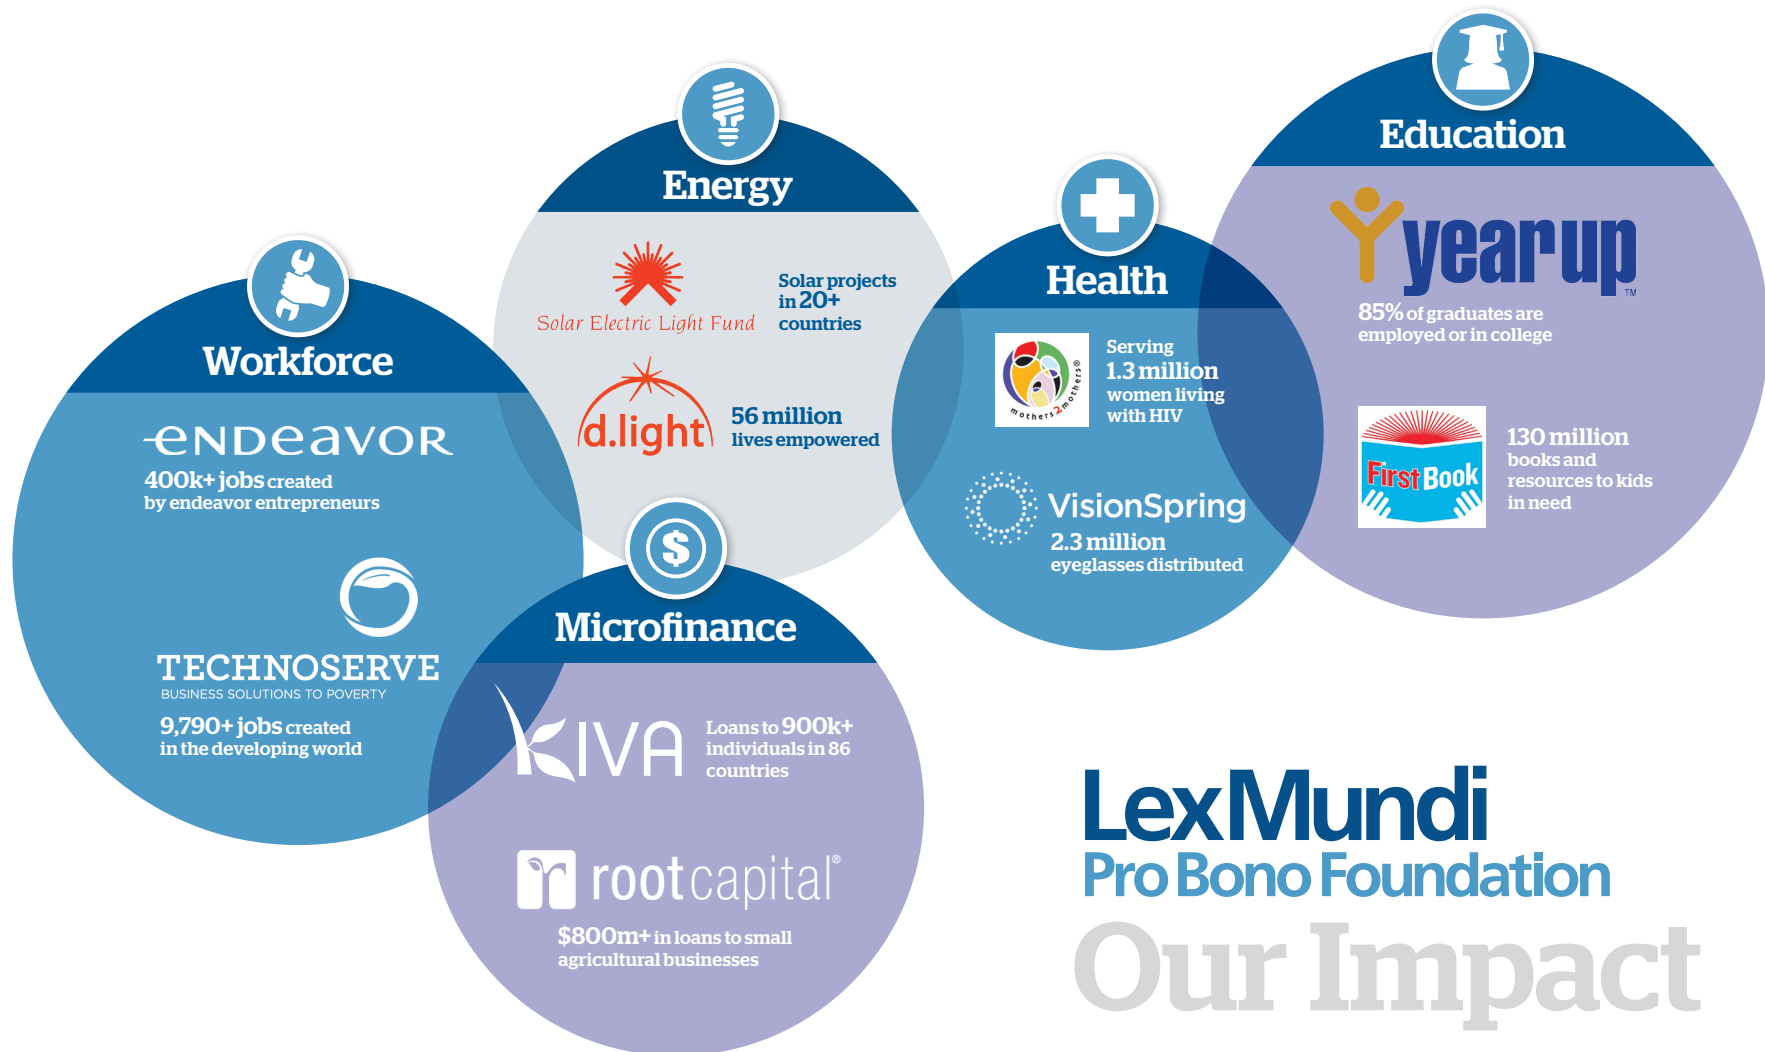 Workforce
eNDeavOR
400k+ jobs created
by endeavor entrepreneurs
TECHNOSERVE
BUSINESS SOLUTIONS TO POVERTY
9,790+ jobs created
in the developing world
Energy
Solar Electric Light Fund
Solar projects
in 20+
countries
d.light
56 million
lives empowered
$
Microfinance
KIVA
Loans to 900k+
individuals in 86
countries
rootcapital®
$800m+ in loans to small
agricultural businesses
Health
mothers2mothers®
Serving
1.3 million
women living
with HIV
VisionSpring
2.3 million
eyeglasses distributed
Education
year up ™
85% of graduates are
employed or in college
First Book
130 million
books and
resources to kids
in need
LexMundi
Pro Bono Foundation
Our Impact